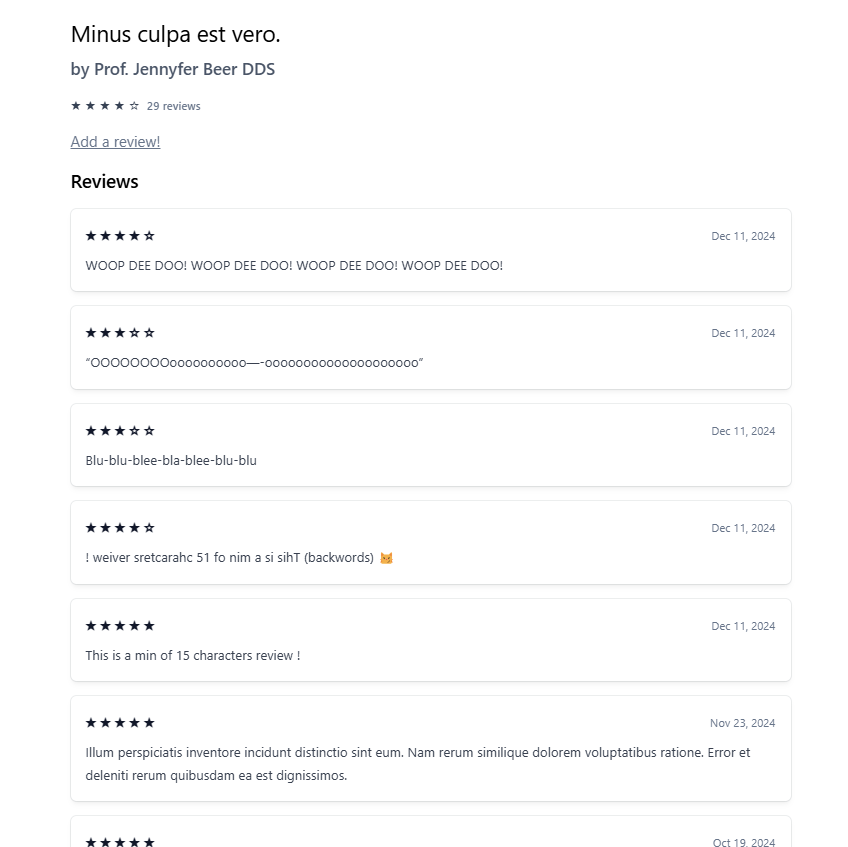 Minus culpa est vero.
by Prof. Jennyfer Beer DDS
★ ★ ★ ★ ☆ 29 reviews
Add a review!
Reviews
★★★★☆ Dec 11, 2024
WOOP DEE DOO! WOOP DEE DOO! WOOP DEE DOO! WOOP DEE DOO!
★★★☆☆ Dec 11, 2024
“OOOOOOOOoooooooooo—-oooooooooooooooooooo”
★★★☆☆ Dec 11, 2024
Blu-blu-blee-bla-blee-blu-blu
★★★★☆ Dec 11, 2024
! weiver sretcarahc 51 fo nim a si sihT (backwords) 🐱
★★★★★ Dec 11, 2024
This is a min of 15 characters review !
★★★★★ Nov 23, 2024
Illum perspiciatis inventore incidunt distinctio sint eum. Nam rerum similique dolorem voluptatibus ratione. Error et
deleniti rerum quibusdam ea est dignissimos.
★★★★★ Oct 19, 2024